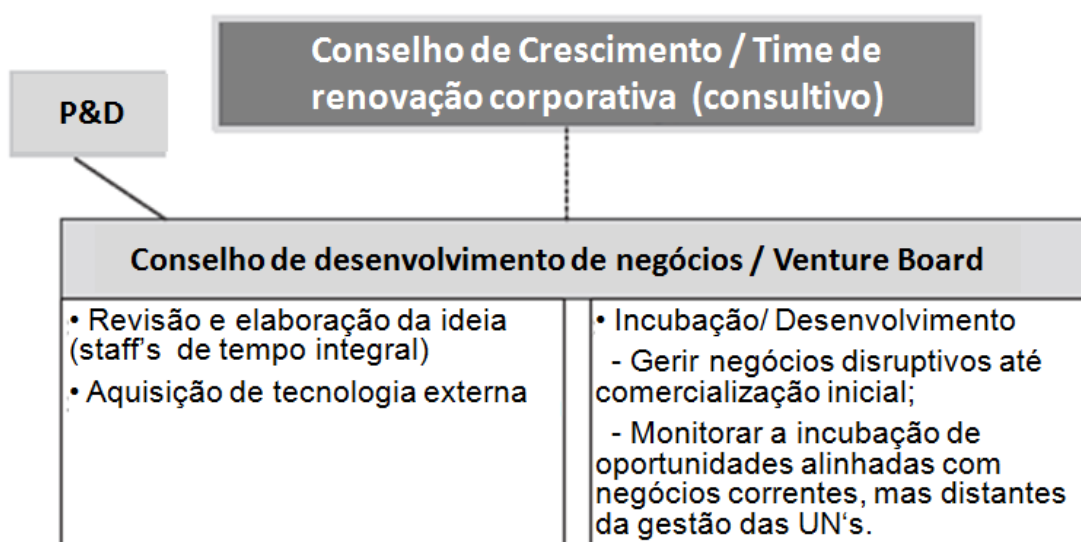 Conselho de Crescimento / Time de
renovação corporativa (consultivo)
P&D
Conselho de desenvolvimento de negócios / Venture Board
• Revisão e elaboração da ideia
(staff's de tempo integral)
• Aquisição de tecnologia externa
• Incubação/ Desenvolvimento
- Gerir negócios disruptivos até
comercialização inicial;
- Monitorar a incubação de
oportunidades alinhadas com
negócios correntes, mas distantes
da gestão das UN‘s.